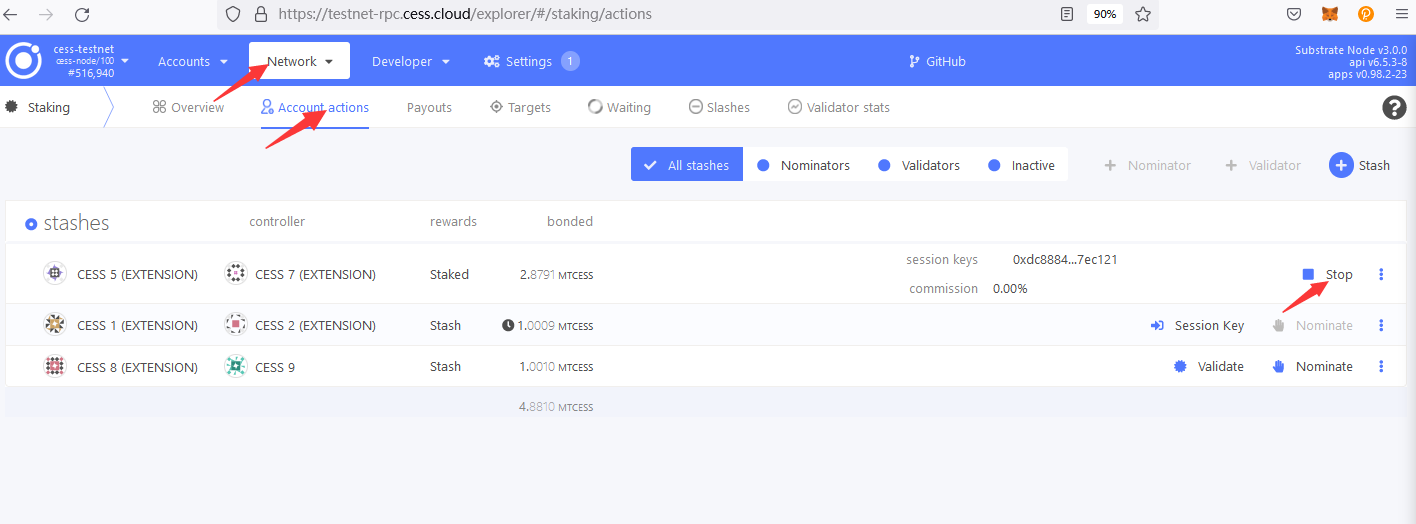 https://testnet-rpc.cess.cloud/explorer/#/staking/actions 90%
cess-testnet
cess-node/100
#516,940
Accounts Network Developer Settings 1 GitHub
Substrate Node v3.0.0
api v6.5.3-8
apps v0.98.2-23
Staking Overview Account actions Payouts Targets Waiting Slashes Validator stats ?
All stashes Nominators Validators Inactive + Nominator + Validator + Stash
stashes controller rewards bonded
CESS 5 (EXTENSION) CESS 7 (EXTENSION) Staked 2.8791 MTCESS session keys 0xdc8884...7ec121 Stop
commission 0.00%
CESS 1 (EXTENSION) CESS 2 (EXTENSION) Stash 1.0009 MTCESS Session Key Nominate
CESS 8 (EXTENSION) CESS 9 Stash 1.0010 MTCESS Validate Nominate
4.8810 MTCESS